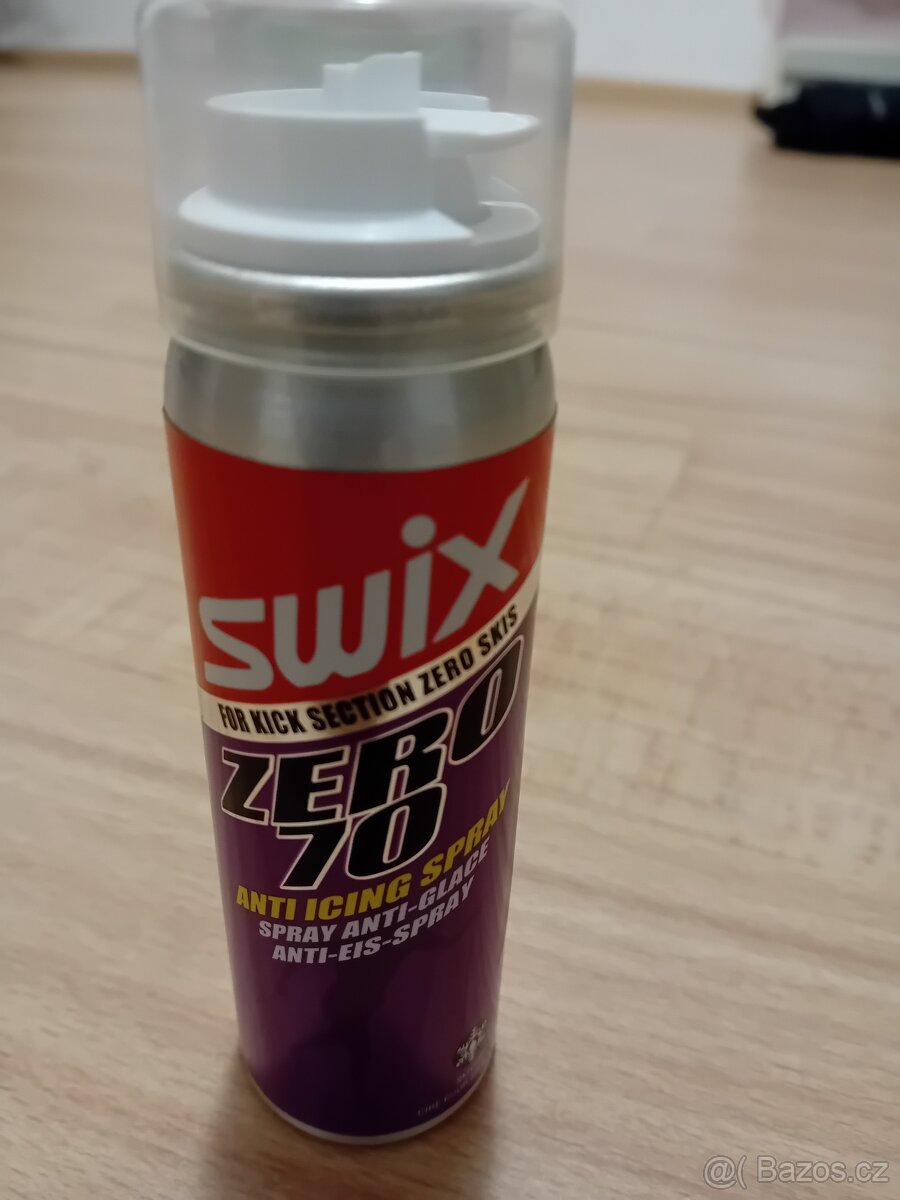 swix
FOR KICK SECTION ZERO SKIS
ZERO
70
ANTI ICING SPRAY
SPRAY ANTI-GLACE
ANTI-EIS-SPRAY
@( Bazos.cz